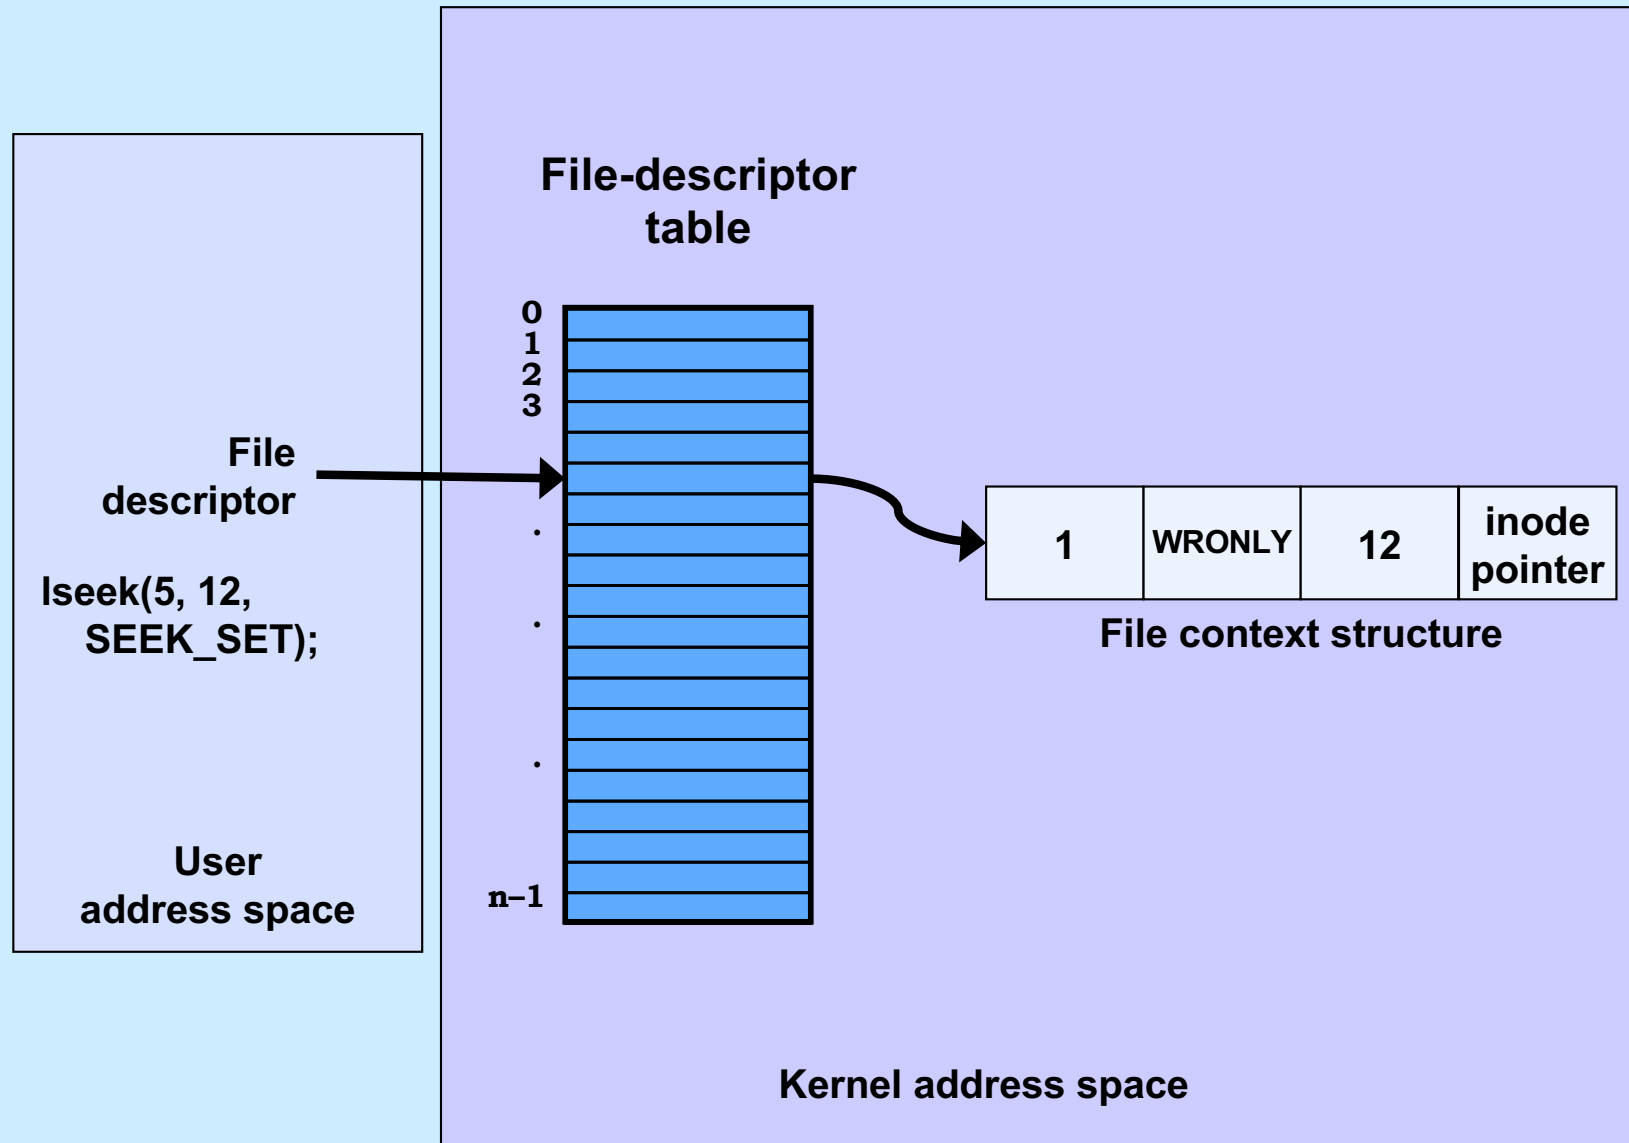 File-descriptor
table
0
1
2
3
.
.
.
n–1
File
descriptor
lseek(5, 12,
SEEK_SET);
User
address space
1
WRONLY
12
inode
pointer
File context structure
Kernel address space